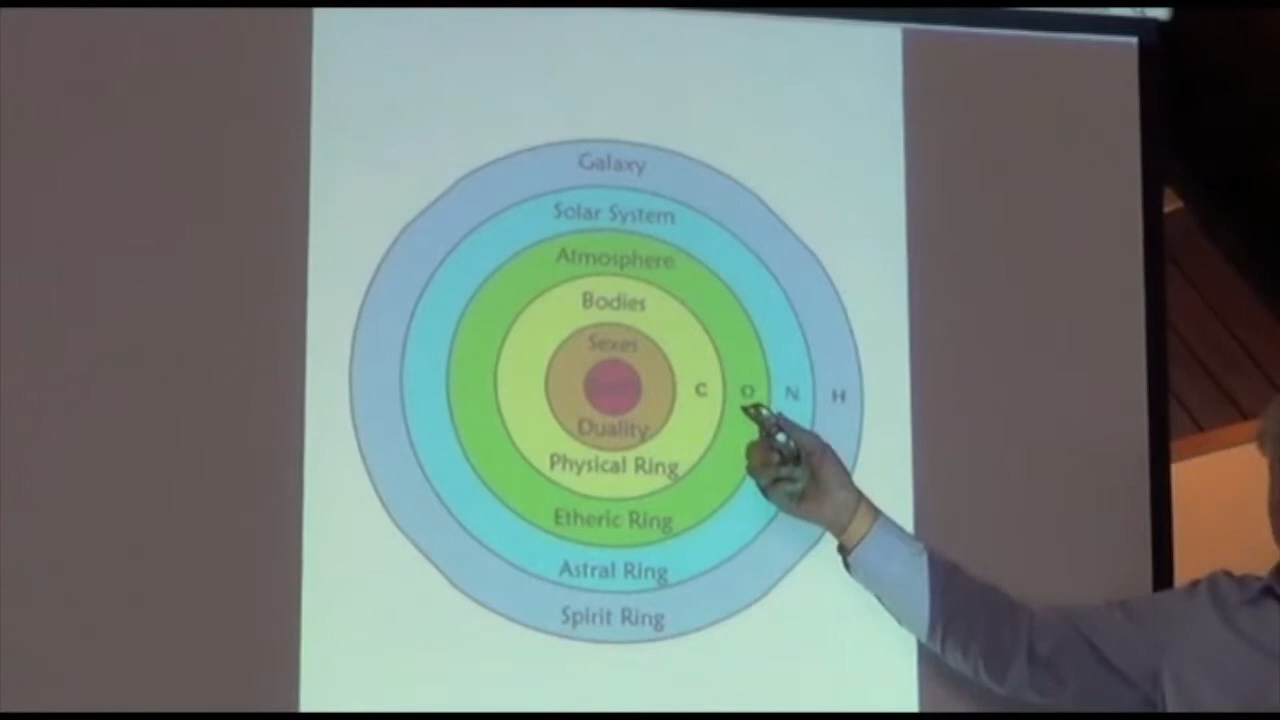 Galaxy
Solar System
Atmosphere
Bodies
Sexes
C O N H
Duality
Physical Ring
Etheric Ring
Astral Ring
Spirit Ring